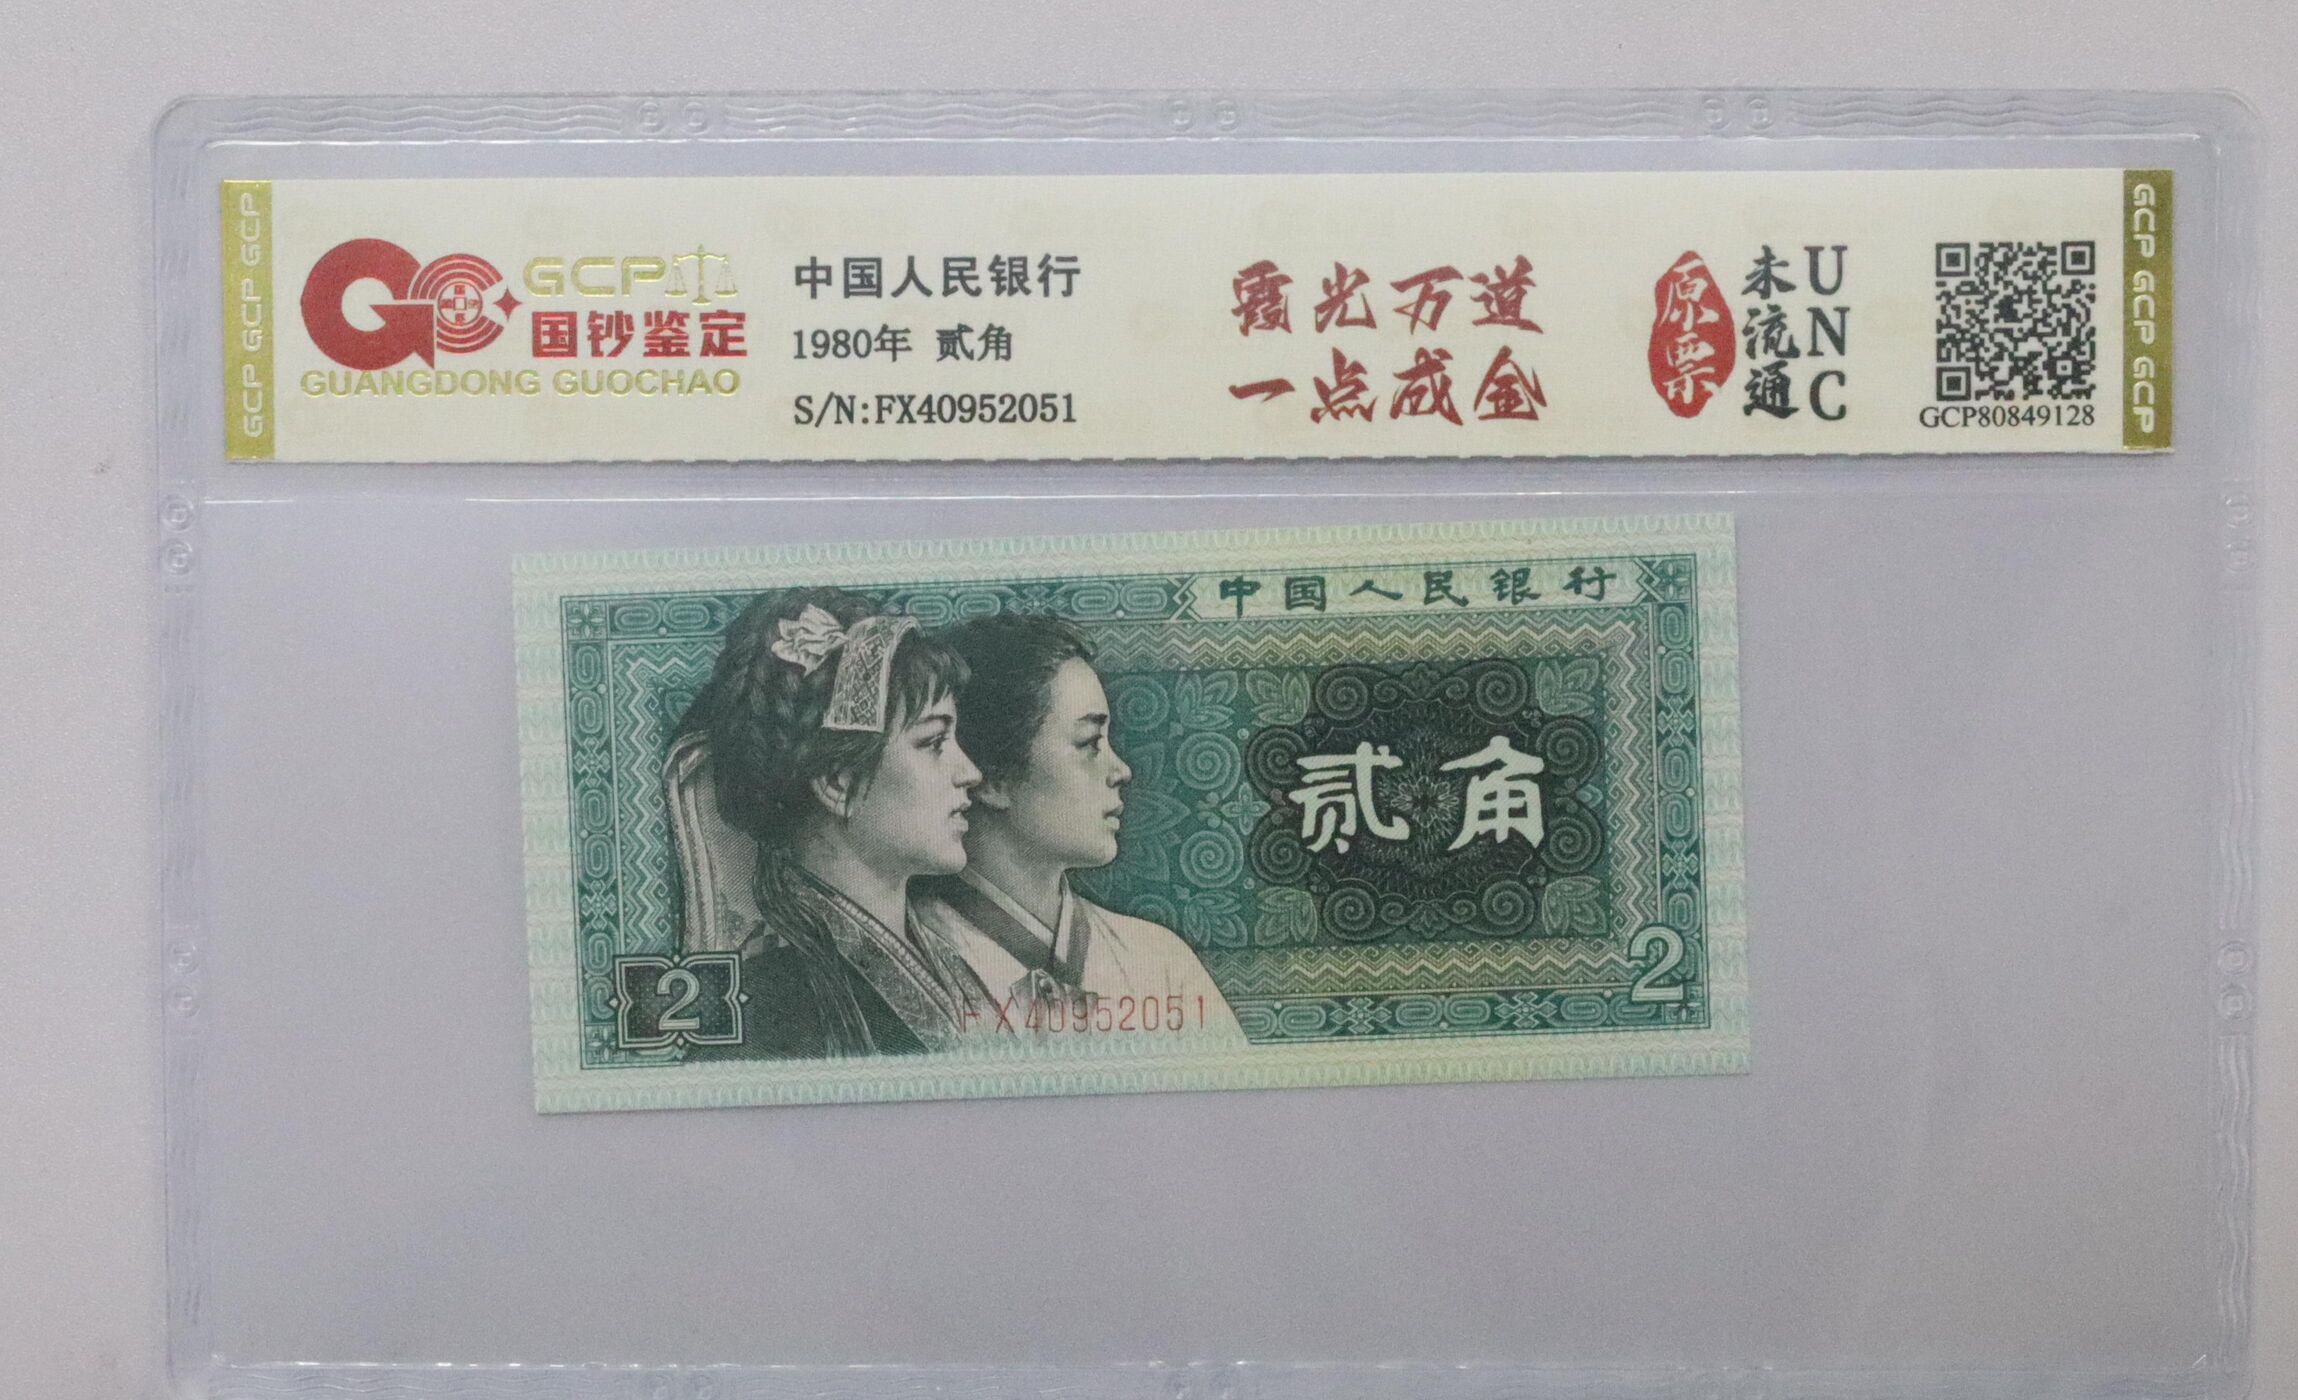 GCP GCP GCP
GCP
国钞鉴定
GUANGDONG GUOCHAO
中国人民银行
1980年 贰角
S/N:FX40952051
霞光万道
一点成金
原票
未流通
UNC
GCP80849128
GCP GCP GCP
中国人民银行
贰角
2
2
FX40952051